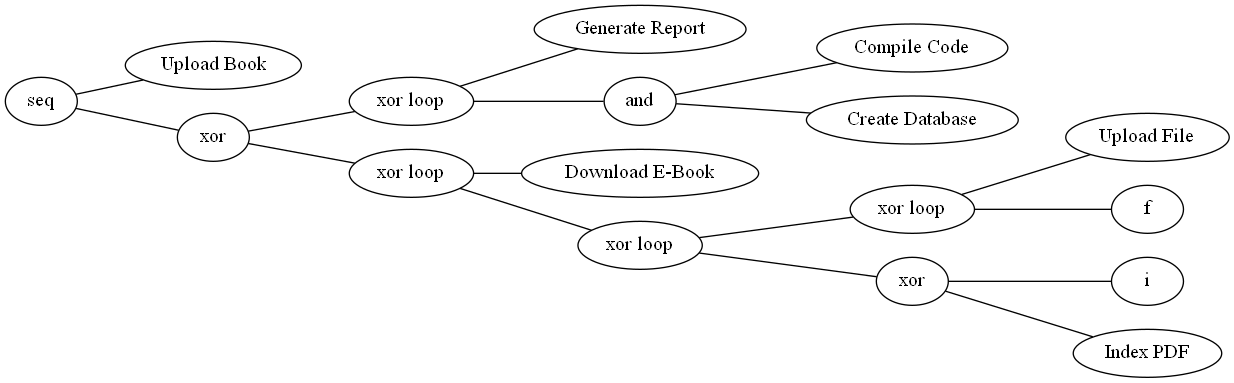 Generate Report
Compile Code
Upload Book
seq
xor loop
and
Create Database
xor
Upload File
xor loop
Download E-Book
xor loop
f
xor loop
xor
i
Index PDF